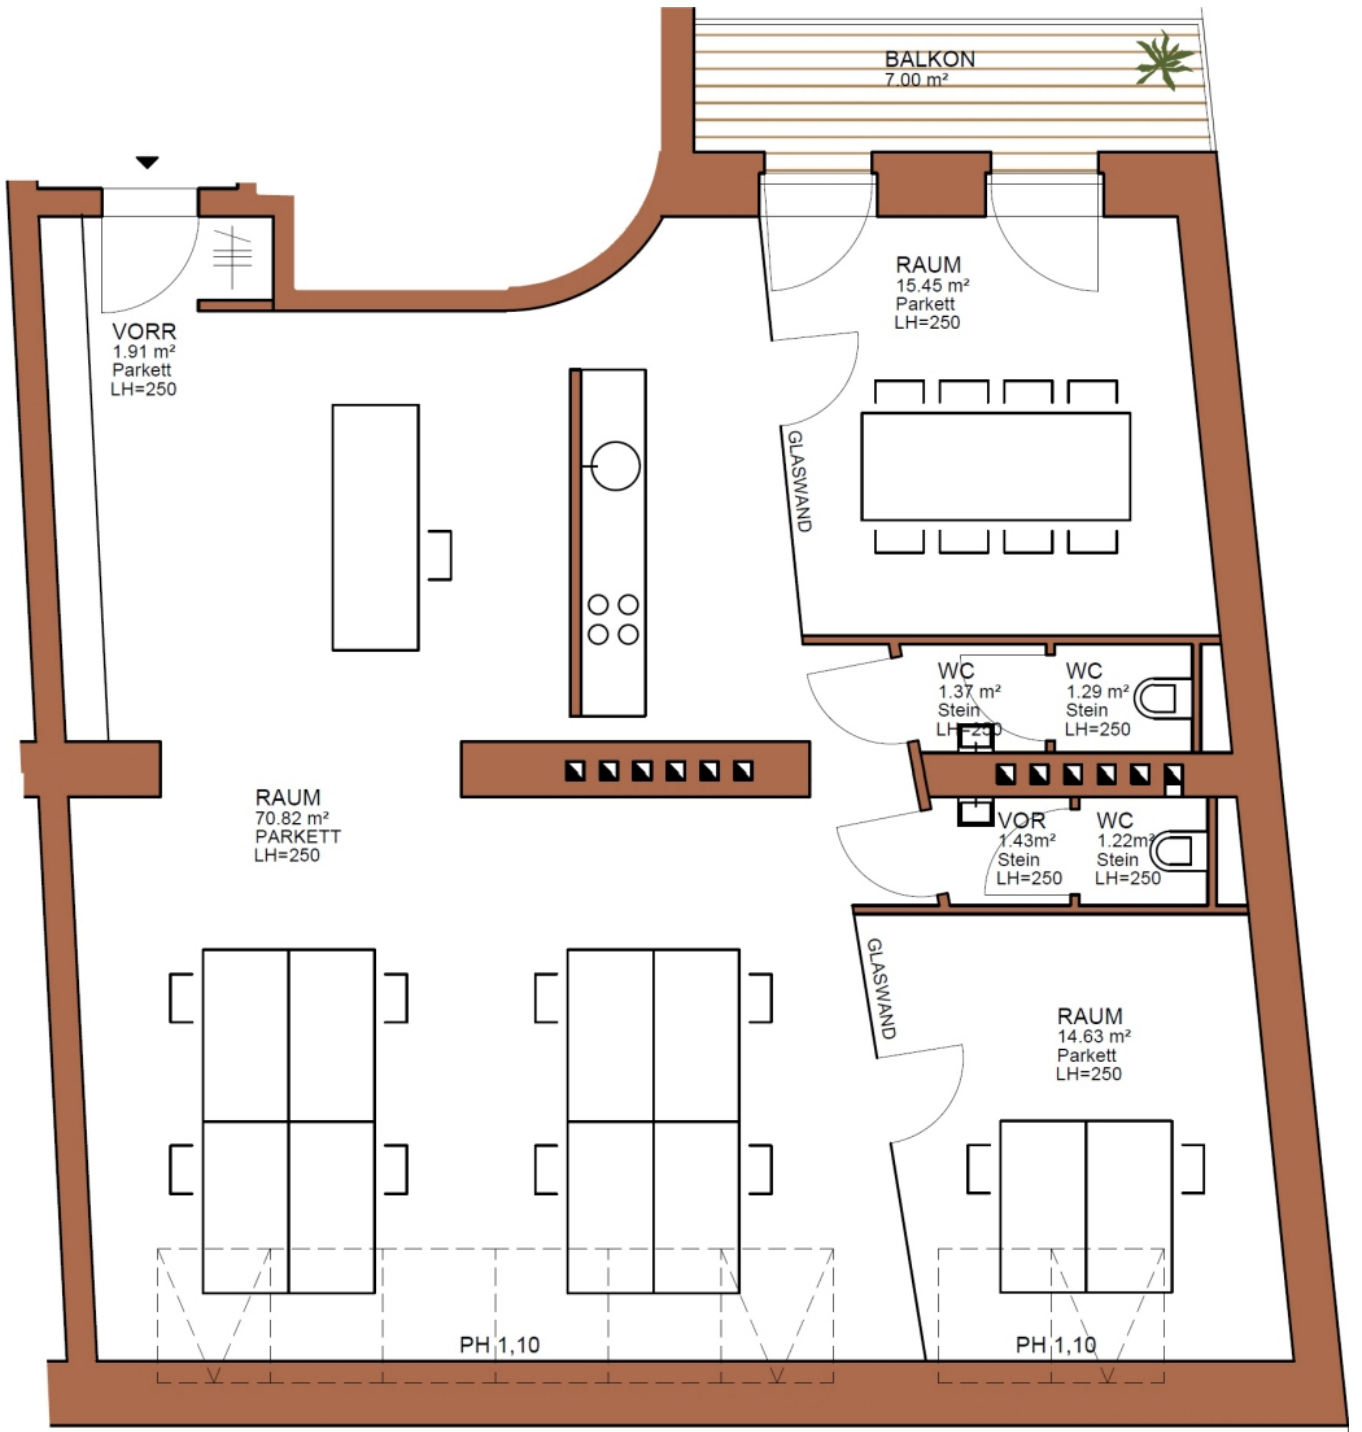 BALKON
7.00 m²
RAUM
15.45 m²
Parkett
LH=250
VORR
1.91 m²
Parkett
LH=250
GLASWAND
WC
1.37 m²
Stein
LH=250
WC
1.29 m²
Stein
LH=250
RAUM
70.82 m²
PARKETT
LH=250
VOR
1.43m²
Stein
LH=250
WC
1.22m²
Stein
LH=250
GLASWAND
RAUM
14.63 m²
Parkett
LH=250
PH 1,10
PH 1,10